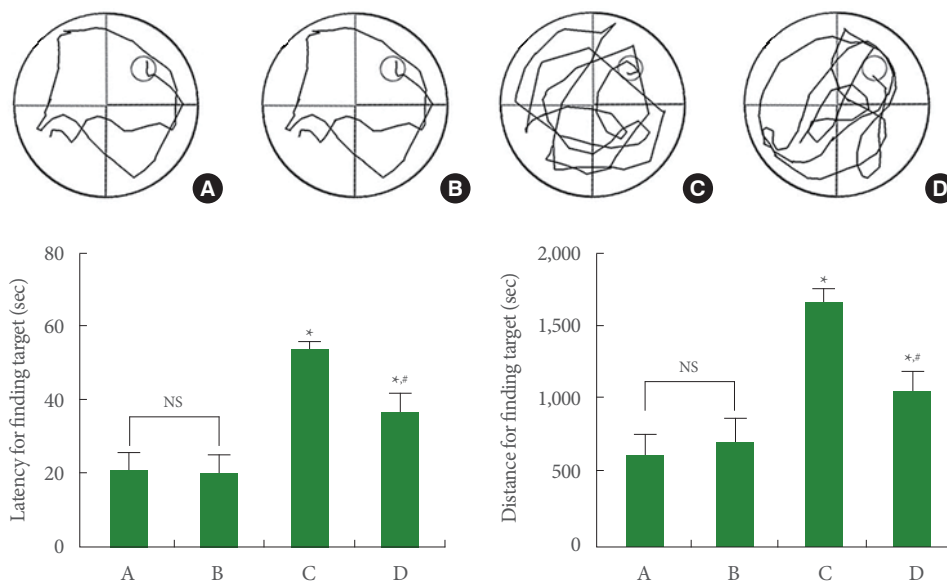 A
B
C
D
Latency for finding target (sec)
80
60
40
20
0
NS
*
*,#
A
B
C
D
Distance for finding target (sec)
2,000
1,500
1,000
500
0
NS
*
*,#
A
B
C
D